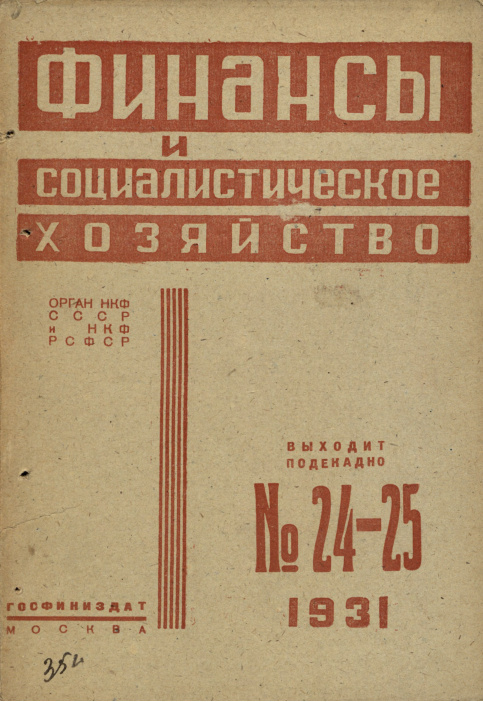 ФИНАНСЫ
И
СОЦИАЛИСТИЧЕСКОЕ
ХОЗЯЙСТВО
ОРГАН НКФ
СССР
и НКФ
РСФСР
ВЫХОДИТ
ПОДЕКАДНО
№ 24-25
1931
ГОСФИНИЗДАТ
МОСКВА